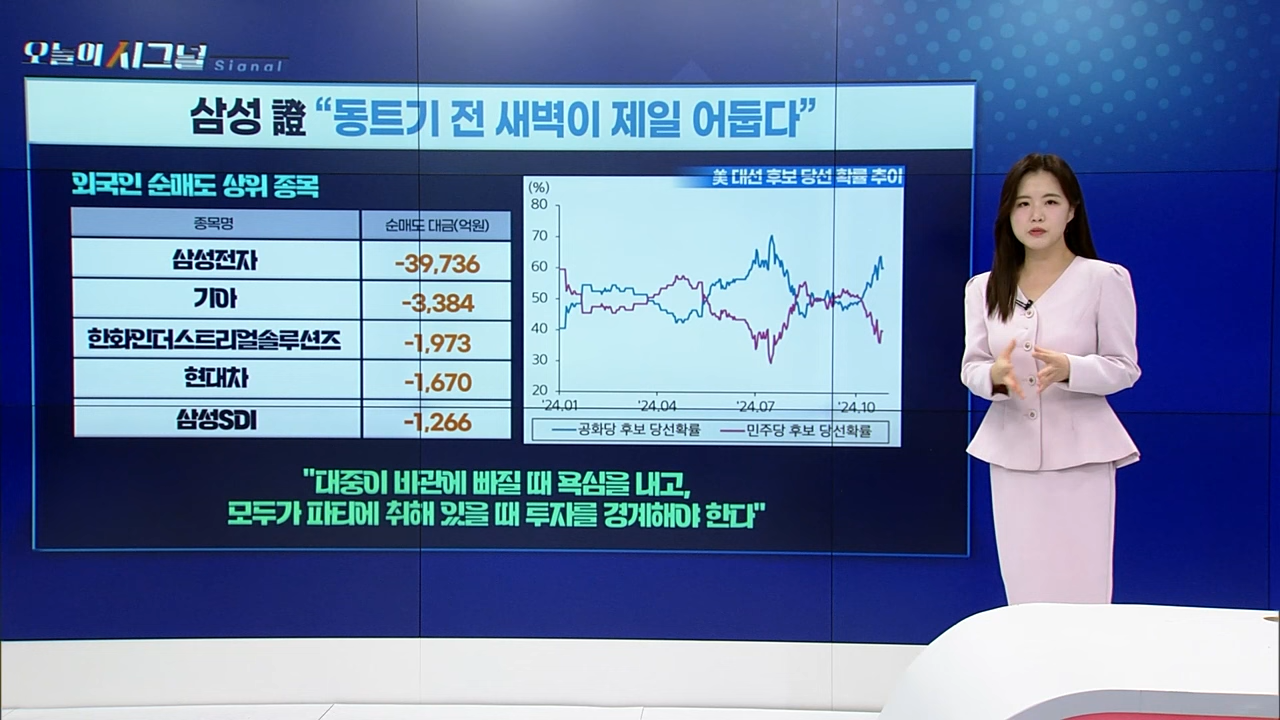 오늘의 시그널
Signal
삼성 證 “동트기 전 새벽이 제일 어둡다”
외국인 순매도 상위 종목
종목명 순매도 대금(억원)
삼성전자 -39,736
기아 -3,384
한화인더스트리얼솔루션즈 -1,973
현대차 -1,670
삼성SDI -1,266
美 대선 후보 당선 확률 추이
(%)
80
70
60
50
40
30
20
'24.01 '24.04 '24.07 '24.10
공화당 후보 당선확률 민주당 후보 당선확률
"대중이 비관에 빠질 때 욕심을 내고,
모두가 파티에 취해 있을 때 투자를 경계해야 한다"